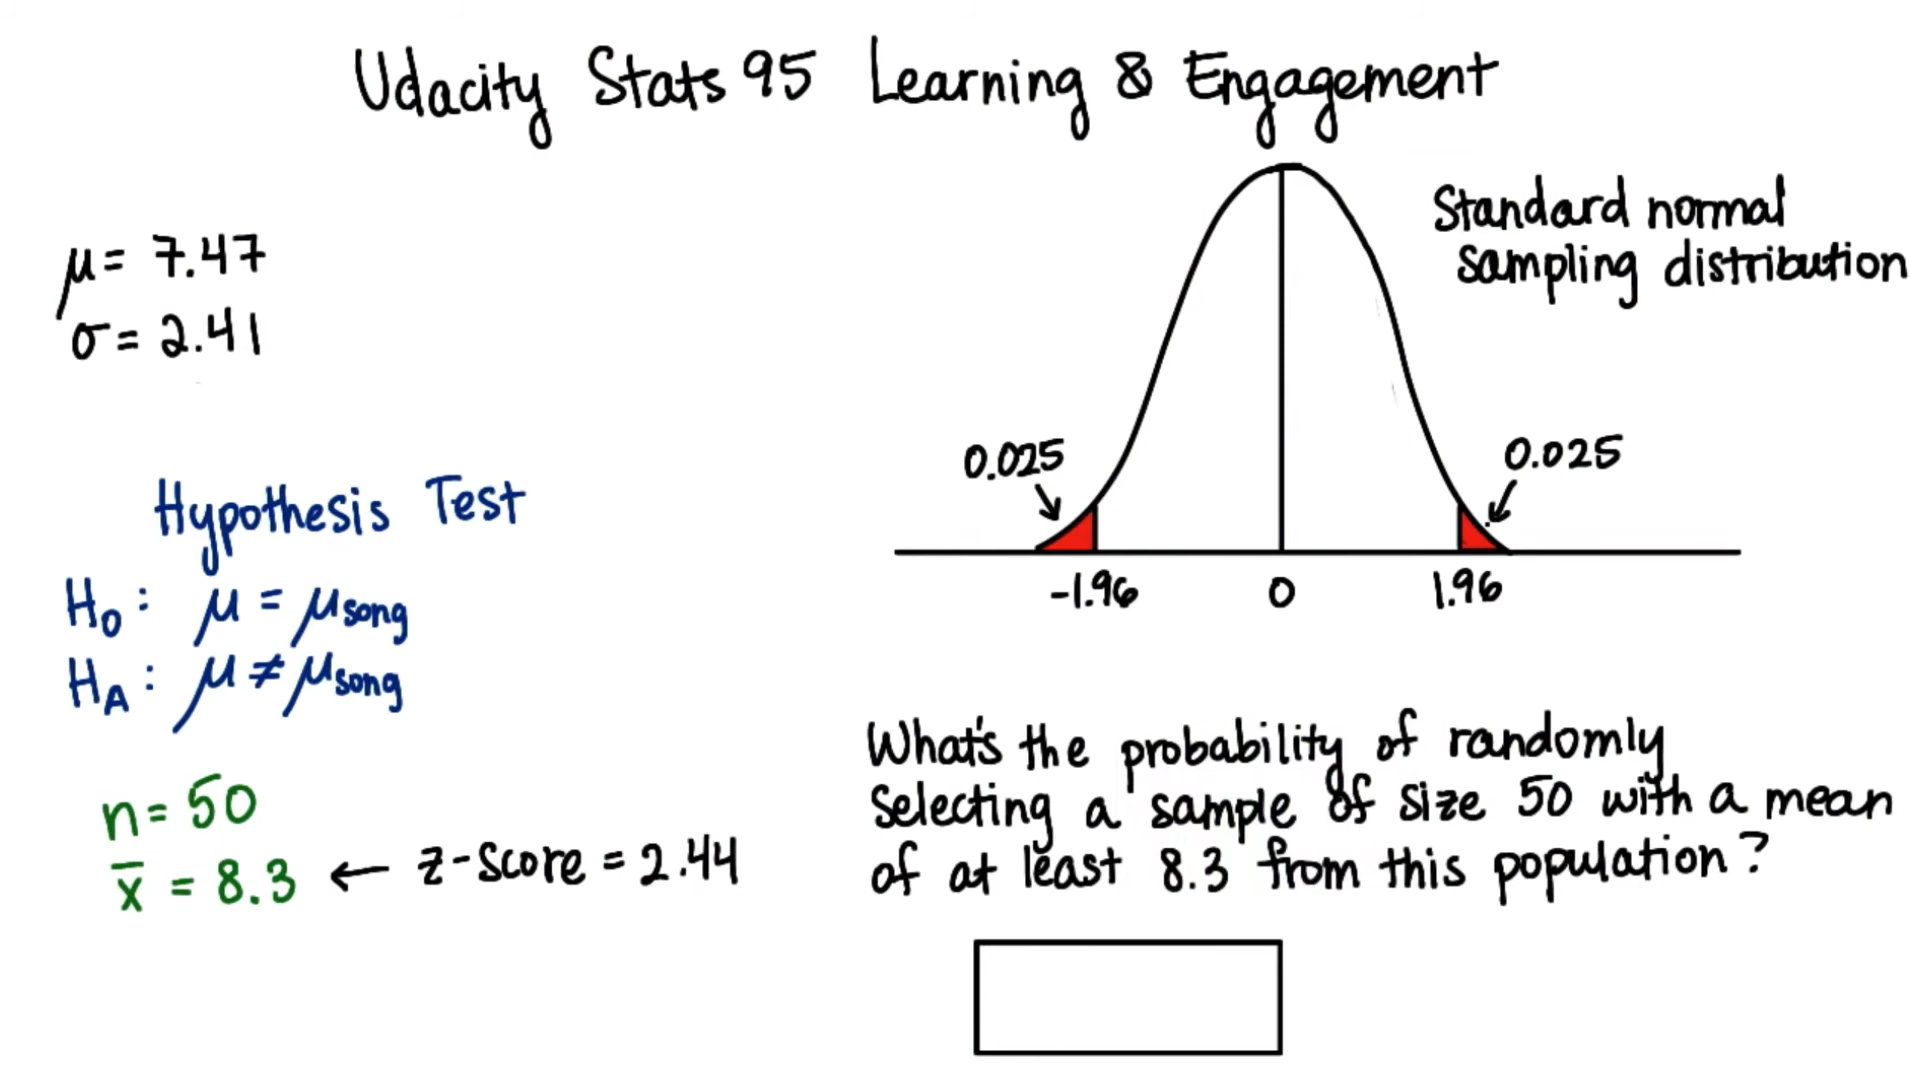 Udacity Stats 95 Learning & Engagement
μ = 7.47
σ = 2.41
Standard normal
sampling distribution
0.025
0.025
-1.96 0 1.96
Hypothesis Test
H₀: μ = μsong
Hₐ: μ ≠ μsong
n = 50
x̄ = 8.3 ← z-score = 2.44
What's the probability of randomly
selecting a sample of size 50 with a mean
of at least 8.3 from this population?